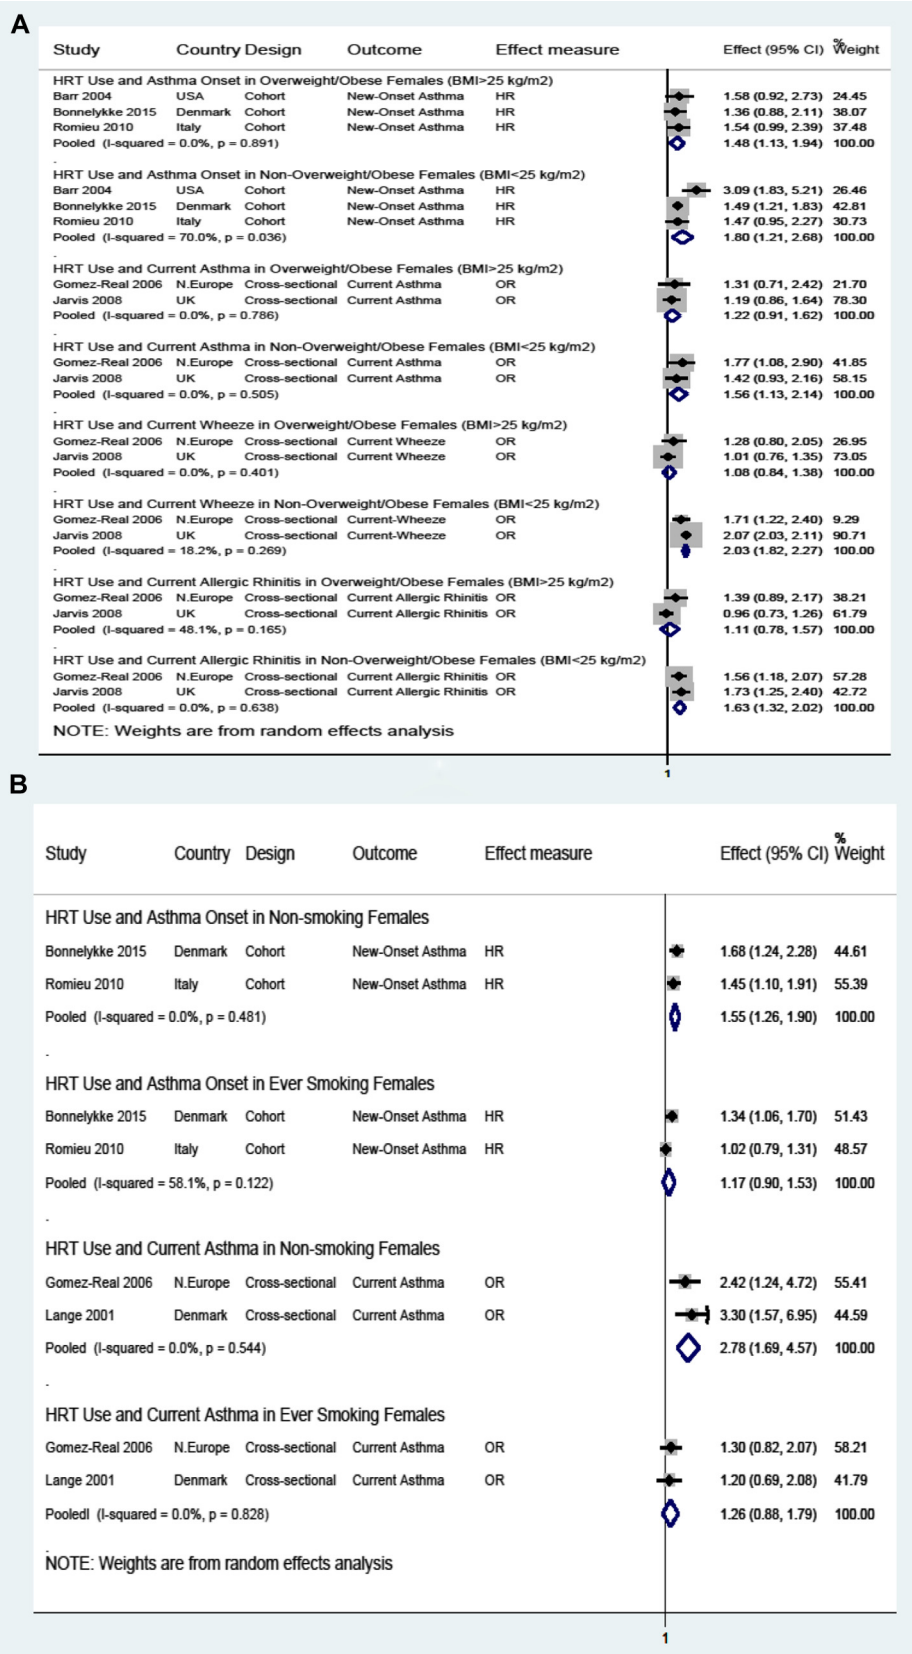 A
Study Country Design Outcome Effect measure Effect (95% CI) % Weight
HRT Use and Asthma Onset in Overweight/Obese Females (BMI>25 kg/m2)
Barr 2004 USA Cohort New-Onset Asthma HR 1.58 (0.92, 2.73) 24.45
Bonnelykke 2015 Denmark Cohort New-Onset Asthma HR 1.36 (0.88, 2.11) 38.07
Romieu 2010 Italy Cohort New-Onset Asthma HR 1.54 (0.99, 2.39) 37.48
Pooled (I-squared = 0.0%, p = 0.891) 1.48 (1.13, 1.94) 100.00
.
HRT Use and Asthma Onset in Non-Overweight/Obese Females (BMI<25 kg/m2)
Barr 2004 USA Cohort New-Onset Asthma HR 3.09 (1.83, 5.21) 26.46
Bonnelykke 2015 Denmark Cohort New-Onset Asthma HR 1.49 (1.21, 1.83) 42.81
Romieu 2010 Italy Cohort New-Onset Asthma HR 1.47 (0.95, 2.27) 30.73
Pooled (I-squared = 70.0%, p = 0.036) 1.80 (1.21, 2.68) 100.00
.
HRT Use and Current Asthma in Overweight/Obese Females (BMI>25 kg/m2)
Gomez-Real 2006 N.Europe Cross-sectional Current Asthma OR 1.31 (0.71, 2.42) 21.70
Jarvis 2008 UK Cross-sectional Current Asthma OR 1.19 (0.86, 1.64) 78.30
Pooled (I-squared = 0.0%, p = 0.786) 1.22 (0.91, 1.62) 100.00
.
HRT Use and Current Asthma in Non-Overweight/Obese Females (BMI<25 kg/m2)
Gomez-Real 2006 N.Europe Cross-sectional Current Asthma OR 1.77 (1.08, 2.90) 41.85
Jarvis 2008 UK Cross-sectional Current Asthma OR 1.42 (0.93, 2.16) 58.15
Pooled (I-squared = 0.0%, p = 0.505) 1.56 (1.13, 2.14) 100.00
.
HRT Use and Current Wheeze in Overweight/Obese Females (BMI>25 kg/m2)
Gomez-Real 2006 N.Europe Cross-sectional Current Wheeze OR 1.28 (0.80, 2.05) 26.95
Jarvis 2008 UK Cross-sectional Current Wheeze OR 1.01 (0.76, 1.35) 73.05
Pooled (I-squared = 0.0%, p = 0.401) 1.08 (0.84, 1.38) 100.00
.
HRT Use and Current Wheeze in Non-Overweight/Obese Females (BMI<25 kg/m2)
Gomez-Real 2006 N.Europe Cross-sectional Current-Wheeze OR 1.71 (1.22, 2.40) 9.29
Jarvis 2008 UK Cross-sectional Current-Wheeze OR 2.07 (2.03, 2.11) 90.71
Pooled (I-squared = 18.2%, p = 0.269) 2.03 (1.82, 2.27) 100.00
.
HRT Use and Current Allergic Rhinitis in Overweight/Obese Females (BMI>25 kg/m2)
Gomez-Real 2006 N.Europe Cross-sectional Current Allergic Rhinitis OR 1.39 (0.89, 2.17) 38.21
Jarvis 2008 UK Cross-sectional Current Allergic Rhinitis OR 0.96 (0.73, 1.26) 61.79
Pooled (I-squared = 48.1%, p = 0.165) 1.11 (0.78, 1.57) 100.00
.
HRT Use and Current Allergic Rhinitis in Non-Overweight/Obese Females (BMI<25 kg/m2)
Gomez-Real 2006 N.Europe Cross-sectional Current Allergic Rhinitis OR 1.56 (1.18, 2.07) 57.28
Jarvis 2008 UK Cross-sectional Current Allergic Rhinitis OR 1.73 (1.25, 2.40) 42.72
Pooled (I-squared = 0.0%, p = 0.638) 1.63 (1.32, 2.02) 100.00
NOTE: Weights are from random effects analysis
1
B
Study Country Design Outcome Effect measure Effect (95% CI) % Weight
HRT Use and Asthma Onset in Non-smoking Females
Bonnelykke 2015 Denmark Cohort New-Onset Asthma HR 1.68 (1.24, 2.28) 44.61
Romieu 2010 Italy Cohort New-Onset Asthma HR 1.45 (1.10, 1.91) 55.39
Pooled (I-squared = 0.0%, p = 0.481) 1.55 (1.26, 1.90) 100.00
.
HRT Use and Asthma Onset in Ever Smoking Females
Bonnelykke 2015 Denmark Cohort New-Onset Asthma HR 1.34 (1.06, 1.70) 51.43
Romieu 2010 Italy Cohort New-Onset Asthma HR 1.02 (0.79, 1.31) 48.57
Pooled (I-squared = 58.1%, p = 0.122) 1.17 (0.90, 1.53) 100.00
.
HRT Use and Current Asthma in Non-smoking Females
Gomez-Real 2006 N.Europe Cross-sectional Current Asthma OR 2.42 (1.24, 4.72) 55.41
Lange 2001 Denmark Cross-sectional Current Asthma OR 3.30 (1.57, 6.95) 44.59
Pooled (I-squared = 0.0%, p = 0.544) 2.78 (1.69, 4.57) 100.00
.
HRT Use and Current Asthma in Ever Smoking Females
Gomez-Real 2006 N.Europe Cross-sectional Current Asthma OR 1.30 (0.82, 2.07) 58.21
Lange 2001 Denmark Cross-sectional Current Asthma OR 1.20 (0.69, 2.08) 41.79
PooledI (I-squared = 0.0%, p = 0.828) 1.26 (0.88, 1.79) 100.00
.
NOTE: Weights are from random effects analysis
1